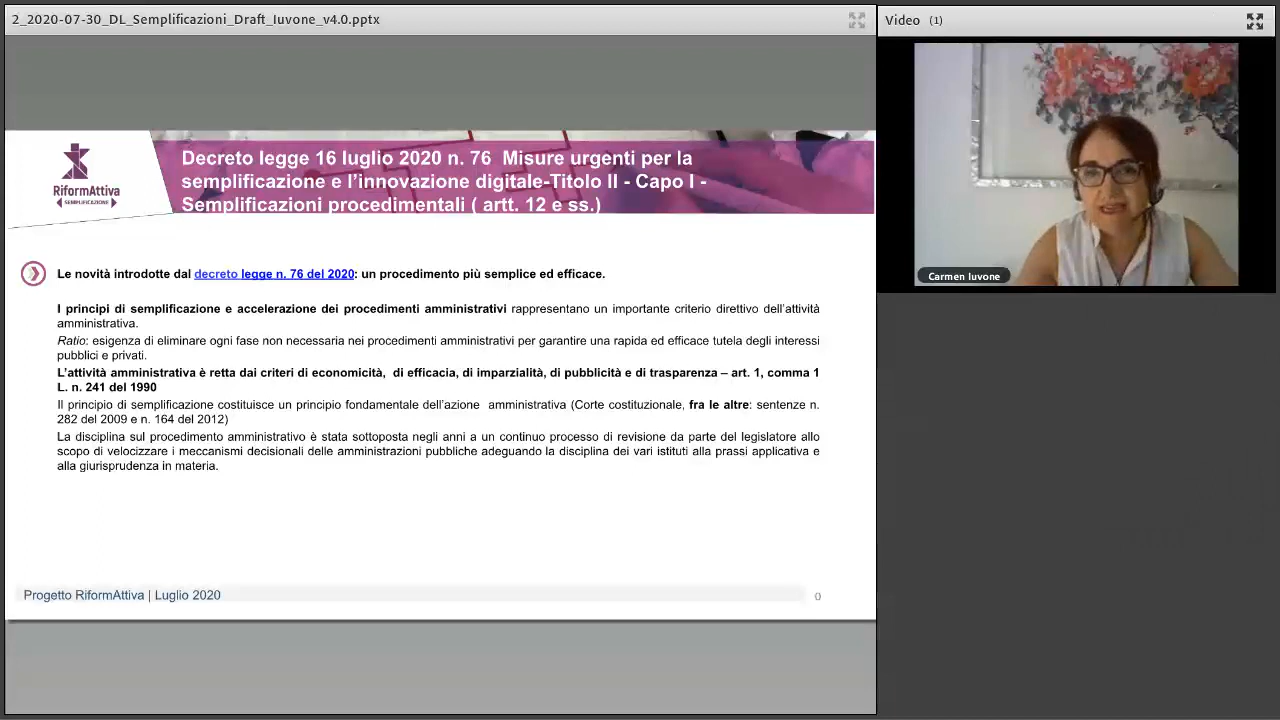 2_2020-07-30_DL_Semplificazioni_Draft_Iuvone_v4.0.pptx
Video (1)
Decreto legge 16 luglio 2020 n. 76 Misure urgenti per la
semplificazione e l’innovazione digitale-Titolo II - Capo I -
Semplificazioni procedimentali ( artt. 12 e ss.)
RiformAttiva
SEMPLIFICAZIONE
Le novità introdotte dal decreto legge n. 76 del 2020: un procedimento più semplice ed efficace.
I principi di semplificazione e accelerazione dei procedimenti amministrativi rappresentano un importante criterio direttivo dell’attività
amministrativa.
Ratio: esigenza di eliminare ogni fase non necessaria nei procedimenti amministrativi per garantire una rapida ed efficace tutela degli interessi
pubblici e privati.
L’attività amministrativa è retta dai criteri di economicità, di efficacia, di imparzialità, di pubblicità e di trasparenza – art. 1, comma 1
L. n. 241 del 1990
Il principio di semplificazione costituisce un principio fondamentale dell’azione amministrativa (Corte costituzionale, fra le altre: sentenze n.
282 del 2009 e n. 164 del 2012)
La disciplina sul procedimento amministrativo è stata sottoposta negli anni a un continuo processo di revisione da parte del legislatore allo
scopo di velocizzare i meccanismi decisionali delle amministrazioni pubbliche adeguando la disciplina dei vari istituti alla prassi applicativa e
alla giurisprudenza in materia.
Progetto RiformAttiva | Luglio 2020
0
Carmen Iuvone